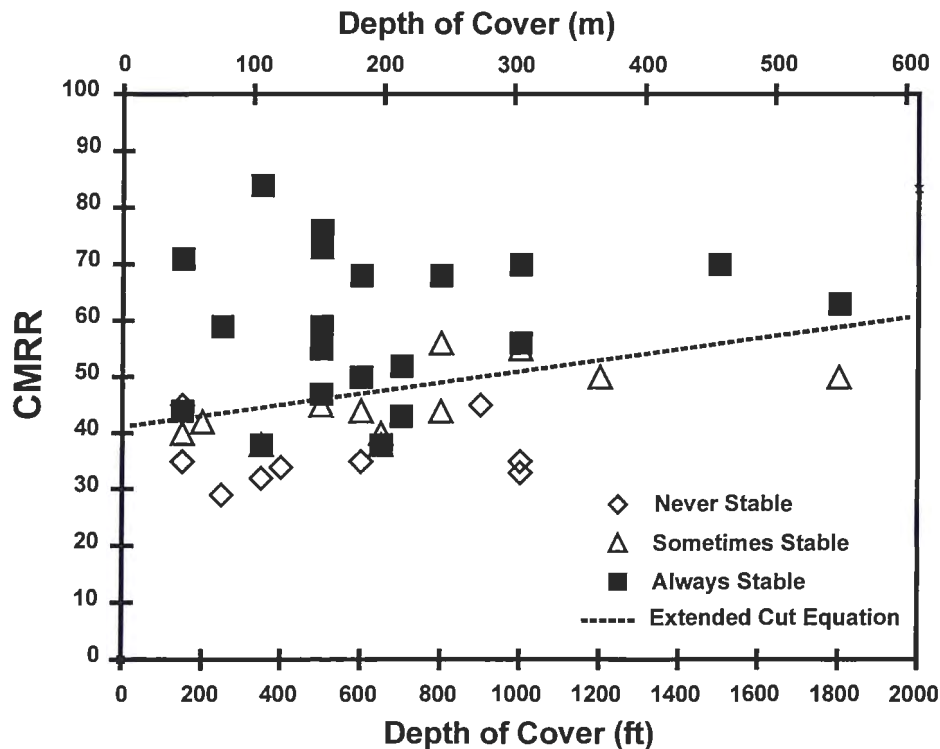 Depth of Cover (m)
0 100 200 300 400 500 600
100
90
80
70
60
50
40
30
20
10
0
CMRR
Never Stable
Sometimes Stable
Always Stable
Extended Cut Equation
0 200 400 600 800 1000 1200 1400 1600 1800 2000
Depth of Cover (ft)